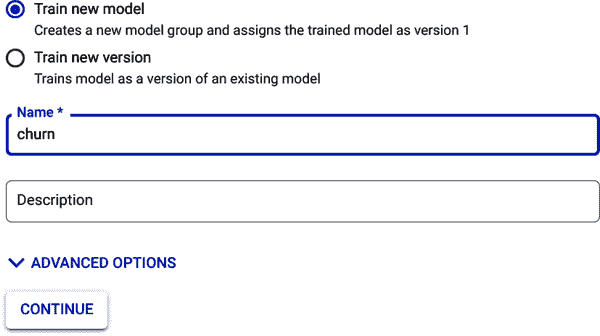 Train new model
Creates a new model group and assigns the trained model as version 1
Train new version
Trains model as a version of an existing model
Name *
churn
Description
ADVANCED OPTIONS
CONTINUE